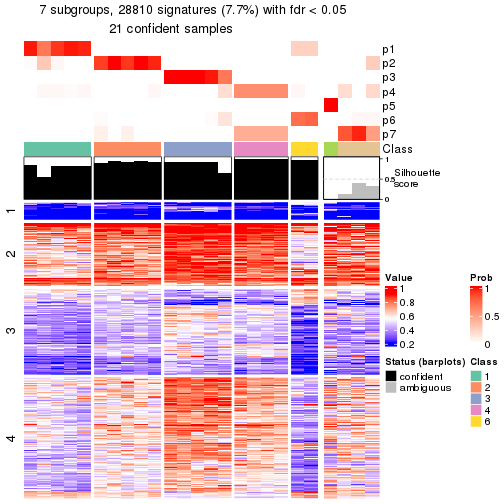 7 subgroups, 28810 signatures (7.7%) with fdr < 0.05
21 confident samples
p1
p2
p3
p4
p5
p6
p7
Class
1
0.5
0
Silhouette
score
1
2
3
4
Value
1
0.8
0.6
0.4
0.2
Prob
1
0.5
0
Status (barplots)
confident
ambiguous
Class
1
2
3
4
6